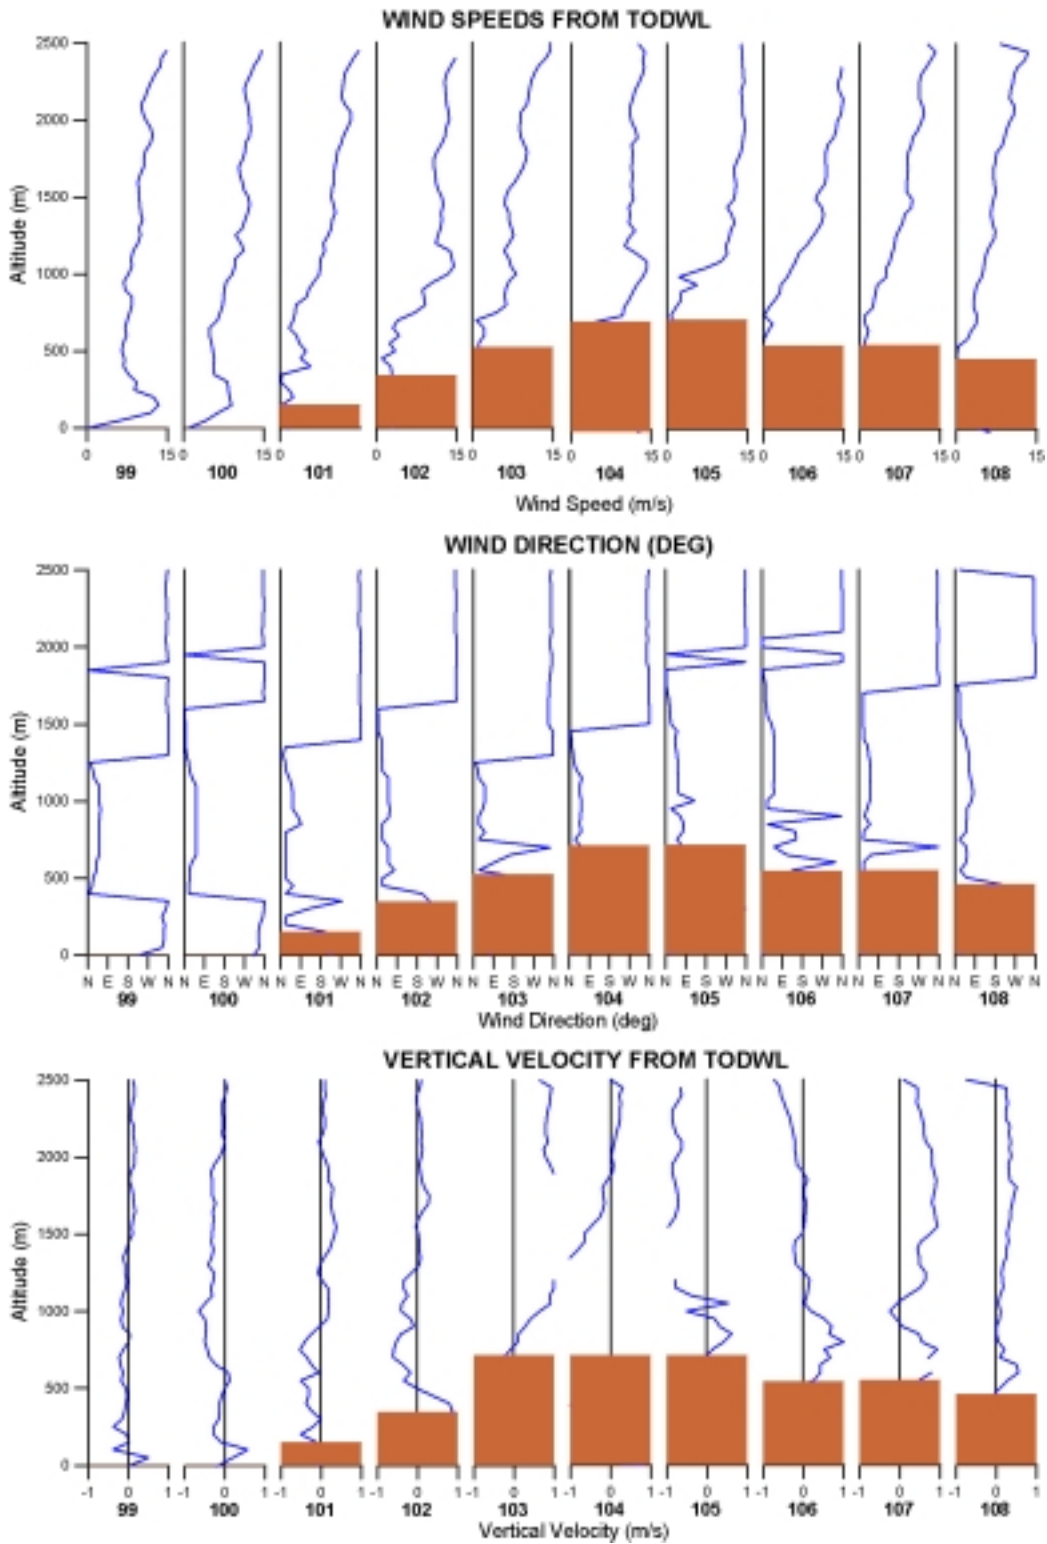 WIND SPEEDS FROM TODWL
2500
2000
1500
1000
500
0
Altitude (m)
0 15 0 15 0 15 0 15 0 15 0 15 0 15 0 15 0 15 0 15
99 100 101 102 103 104 105 106 107 108
Wind Speed (m/s)
WIND DIRECTION (DEG)
2500
2000
1500
1000
500
0
Altitude (m)
N E S W N N E S W N N E S W N N E S W N N E S W N N E S W N N E S W N N E S W N N E S W N N E S W N
99 100 101 102 103 104 105 106 107 108
Wind Direction (deg)
VERTICAL VELOCITY FROM TODWL
2500
2000
1500
1000
500
0
Altitude (m)
-1 0 1 -1 0 1 -1 0 1 -1 0 1 -1 0 1 -1 0 1 -1 0 1 -1 0 1 -1 0 1 -1 0 1
99 100 101 102 103 104 105 106 107 108
Vertical Velocity (m/s)